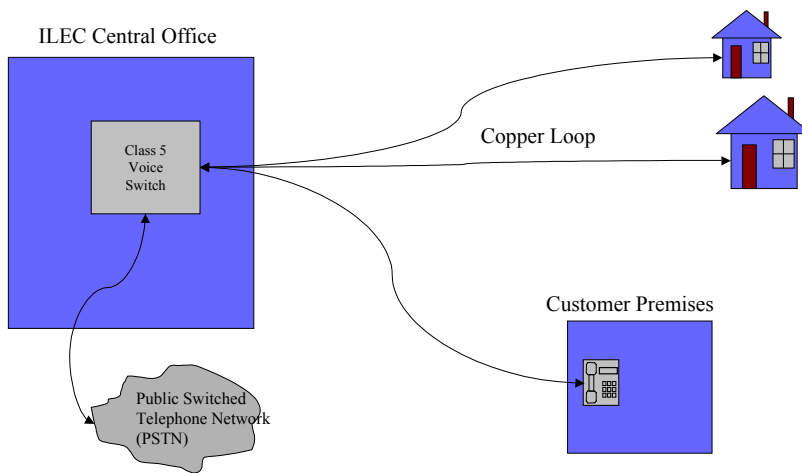 ILEC Central Office
Class 5
Voice
Switch
Copper Loop
Customer Premises
Public Switched
Telephone Network
(PSTN)